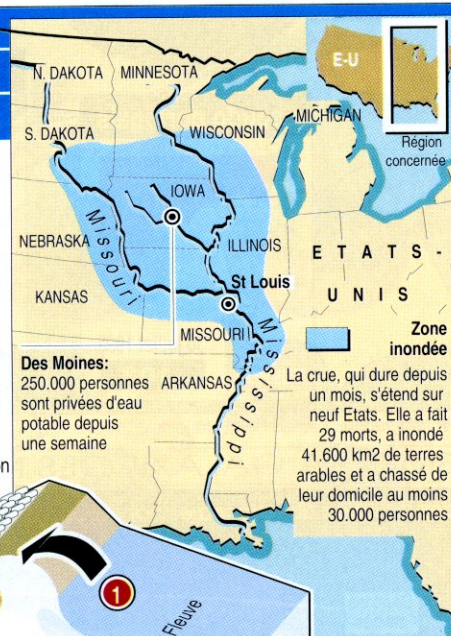 E-U
Région
concernée
N. DAKOTA
MINNESOTA
S. DAKOTA
WISCONSIN
MICHIGAN
IOWA
NEBRASKA
Missouri
ILLINOIS
ETATS-
UNIS
KANSAS
St Louis
MISSOURI
Mississippi
ARKANSAS
Des Moines:
250.000 personnes
sont privées d'eau
potable depuis
une semaine
Zone
inondée
La crue, qui dure depuis
un mois, s'étend sur
neuf Etats. Elle a fait
29 morts, a inondé
41.600 km2 de terres
arables et a chassé de
leur domicile au moins
30.000 personnes
1
Fleuve